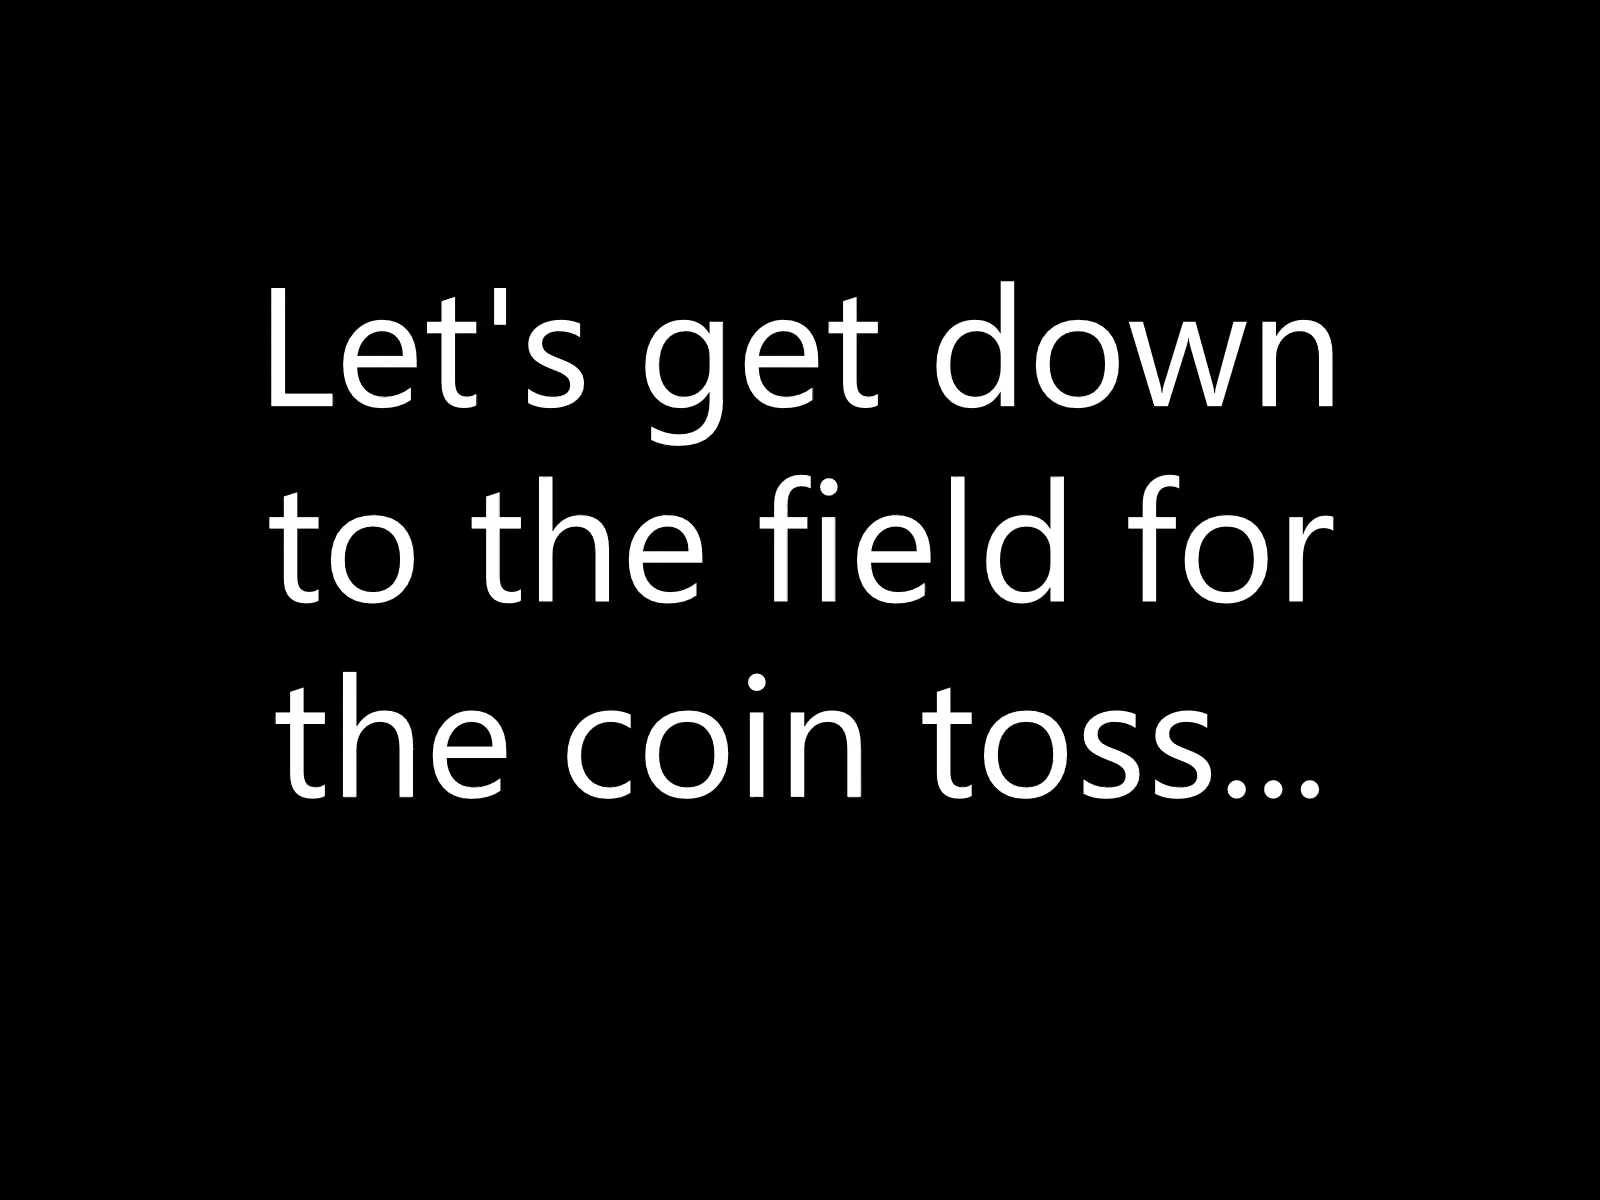 Let's get down
to the field for
the coin toss...